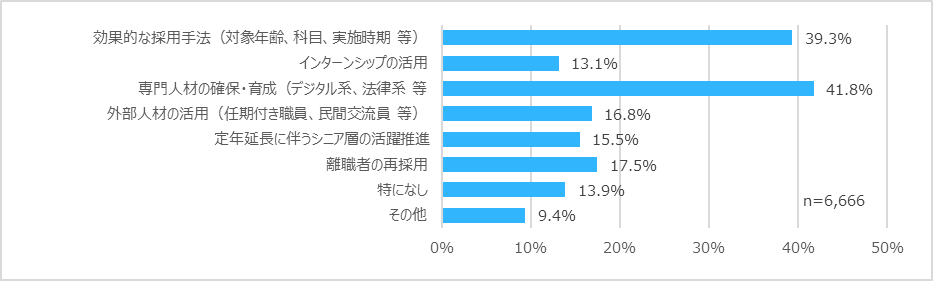 効果的な採用手法（対象年齢、科目、実施時期 等） 39.3%
インターンシップの活用 13.1%
専門人材の確保・育成（デジタル系、法律系 等 41.8%
外部人材の活用（任期付き職員、民間交流員 等） 16.8%
定年延長に伴うシニア層の活躍推進 15.5%
離職者の再採用 17.5%
特になし 13.9%
n=6,666
その他 9.4%
0% 10% 20% 30% 40% 50%